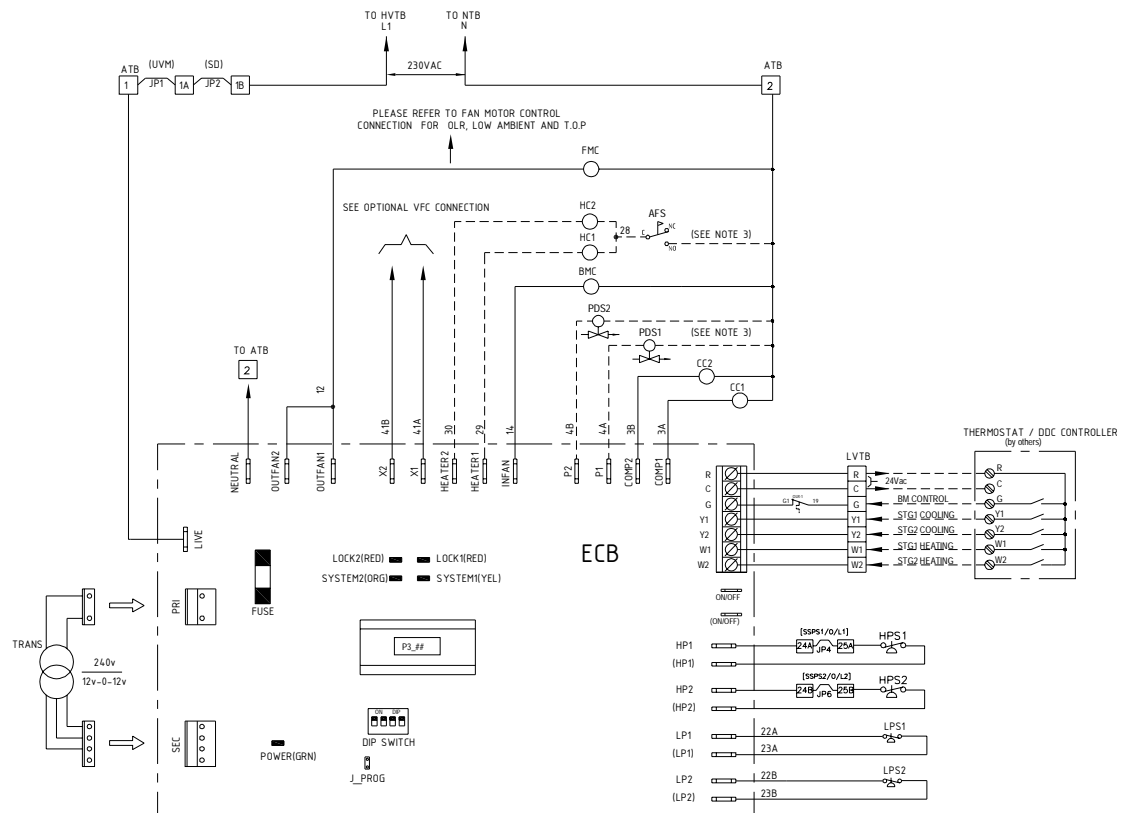 TO HVTB
L1
TO NTB
N
230VAC
ATB
1
(UVM)
JP1
1A
(SD)
JP2
1B
ATB
2
PLEASE REFER TO FAN MOTOR CONTROL
CONNECTION FOR OLR, LOW AMBIENT AND T.O.P
FMC
SEE OPTIONAL VFC CONNECTION
HC2
HC1
28
AFS
C
NC
NO
(SEE NOTE 3)
BMC
PDS2
PDS1
(SEE NOTE 3)
CC2
CC1
TO ATB
2
12
41B
41A
30
29
14
4B
4A
3B
3A
NEUTRAL
OUTFAN2
OUTFAN1
X2
X1
HEATER2
HEATER1
INFAN
P2
P1
COMP2
COMP1
LIVE
THERMOSTAT / DDC CONTROLLER
(by others)
LVTB
R
R
R
24Vac
C
C
C
G
G1
19
G
BM CONTROL
G
Y1
Y1
STG1 COOLING
Y1
Y2
Y2
STG2 COOLING
Y2
W1
W1
STG1 HEATING
W1
W2
W2
STG2 HEATING
W2
LOCK2(RED)
LOCK1(RED)
SYSTEM2(ORG)
SYSTEM1(YEL)
ECB
FUSE
ON/OFF
(ON/OFF)
TRANS
240v
12v-0-12v
PRI
SEC
P3_##
ON DIP
DIP SWITCH
J_PROG
POWER(GRN)
[SSPS1/O/L1]
HP1
24A
JP4
25A
HPS1
(HP1)
[SSPS2/O/L2]
HP2
24B
JP6
25B
HPS2
(HP2)
LP1
22A
LPS1
(LP1)
23A
LP2
22B
LPS2
(LP2)
23B